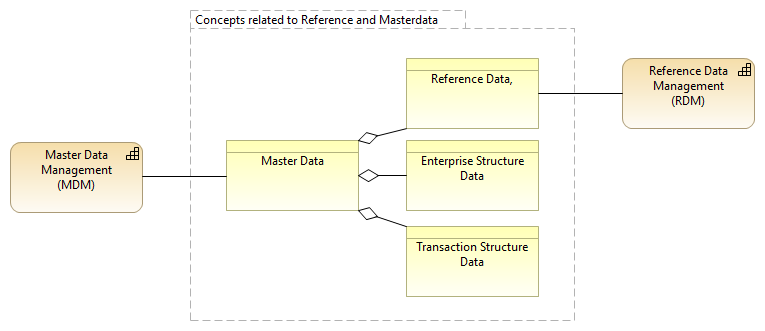 Concepts related to Reference and Masterdata
Reference Data,
Reference Data
Management
(RDM)
Master Data
Management
(MDM)
Master Data
Enterprise Structure
Data
Transaction Structure
Data